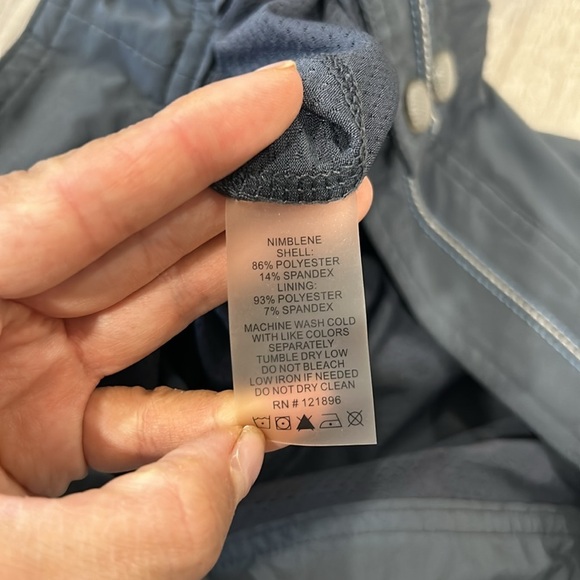 NIMBLENE
SHELL:
86% POLYESTER
14% SPANDEX
LINING:
93% POLYESTER
7% SPANDEX
MACHINE WASH COLD
WITH LIKE COLORS
SEPARATELY
TUMBLE DRY LOW
DO NOT BLEACH
LOW IRON IF NEEDED
DO NOT DRY CLEAN
RN # 121896